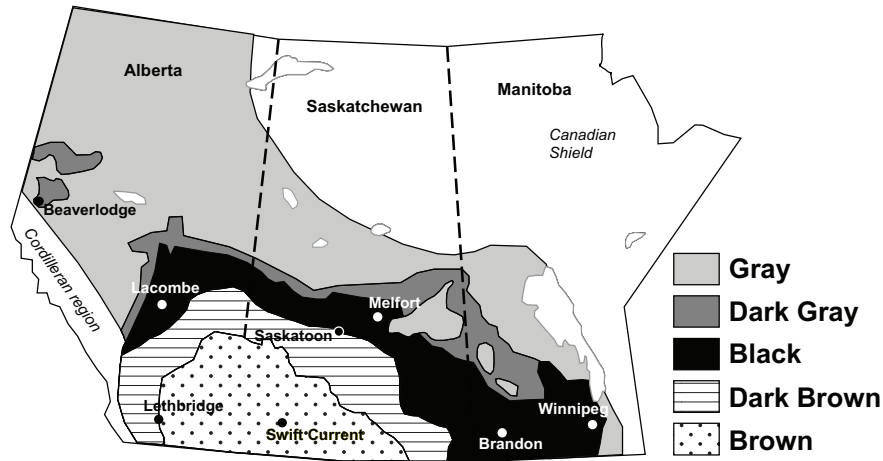 Alberta
Saskatchewan
Manitoba
Canadian
Shield
Beaverlodge
Cordilleran region
Lacombe
Melfort
Saskatoon
Lethbridge
Swift Current
Winnipeg
Brandon
Gray
Dark Gray
Black
Dark Brown
Brown